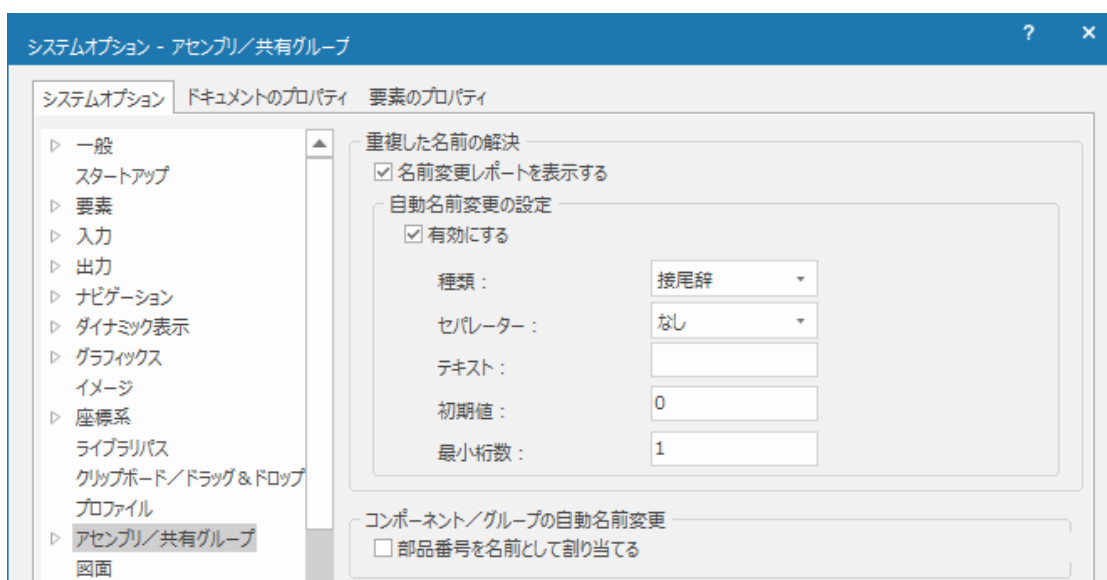 システムオプション - アセンブリ／共有グループ
? ×
システムオプション ドキュメントのプロパティ 要素のプロパティ
一般
スタートアップ
要素
入力
出力
ナビゲーション
ダイナミック表示
グラフィックス
イメージ
座標系
ライブラリパス
クリップボード／ドラッグ＆ドロップ
プロファイル
アセンブリ／共有グループ
図面
重複した名前の解決
名前変更レポートを表示する
自動名前変更の設定
有効にする
種類： 接尾辞
セパレーター： なし
テキスト：
初期値： 0
最小桁数： 1
コンポーネント／グループの自動名前変更
部品番号を名前として割り当てる